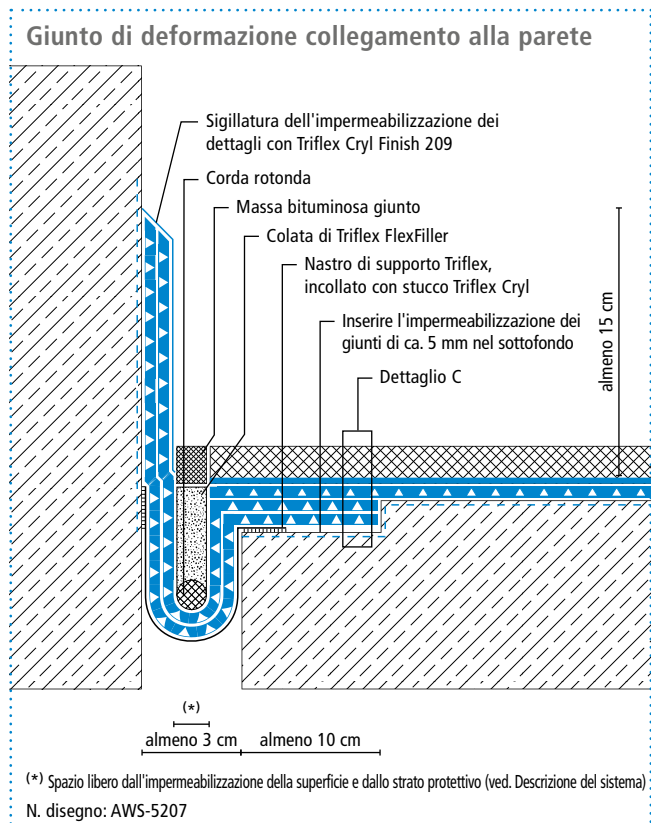 Giunto di deformazione collegamento alla parete
Sigillatura dell'impermeabilizzazione dei
dettagli con Triflex Cryl Finish 209
Corda rotonda
Massa bituminosa giunto
Colata di Triflex FlexFiller
Nastro di supporto Triflex,
incollato con stucco Triflex Cryl
Inserire l'impermeabilizzazione dei
giunti di ca. 5 mm nel sottofondo
Dettaglio C
almeno 15 cm
(*)
almeno 3 cm
almeno 10 cm
(*) Spazio libero dall'impermeabilizzazione della superficie e dallo strato protettivo (ved. Descrizione del sistema)
N. disegno: AWS-5207